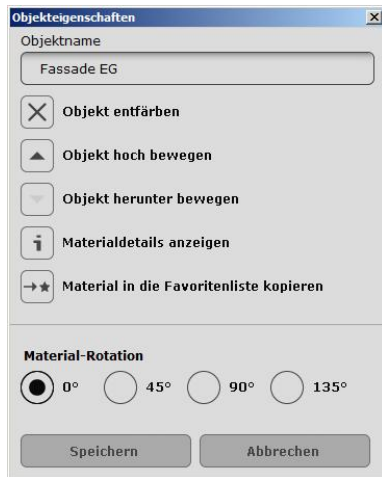 Objekteigenschaften
Objektname
Fassade EG
Objekt entfärben
Objekt hoch bewegen
Objekt herunter bewegen
Materialdetails anzeigen
Material in die Favoritenliste kopieren
Material-Rotation
0° 45° 90° 135°
Speichern Abbrechen